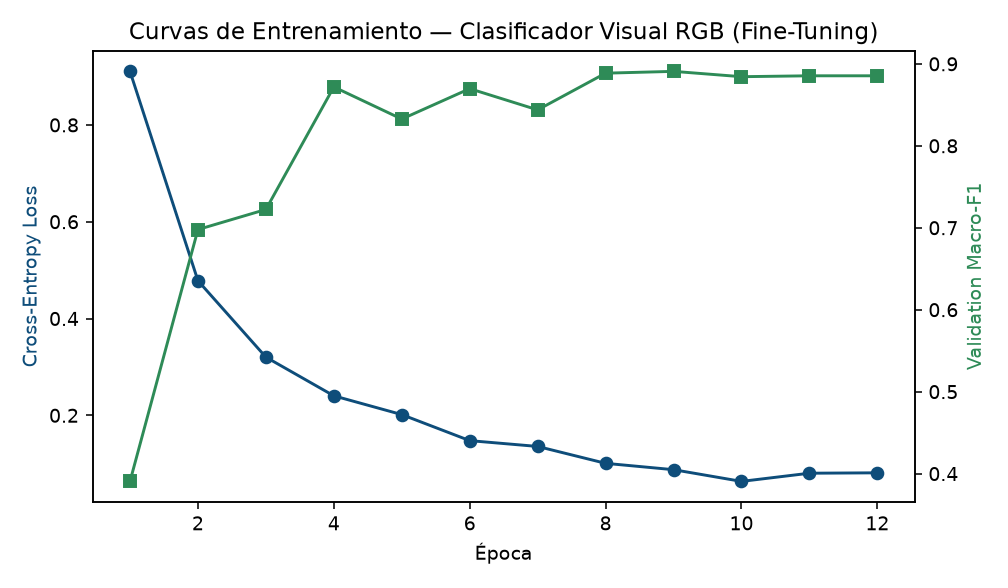 Curvas de Entrenamiento — Clasificador Visual RGB (Fine-Tuning)
Cross-Entropy Loss
0.8
0.6
0.4
0.2
0.9
0.8
0.7
0.6
0.5
0.4
Validation Macro-F1
2 4 6 8 10 12
Época